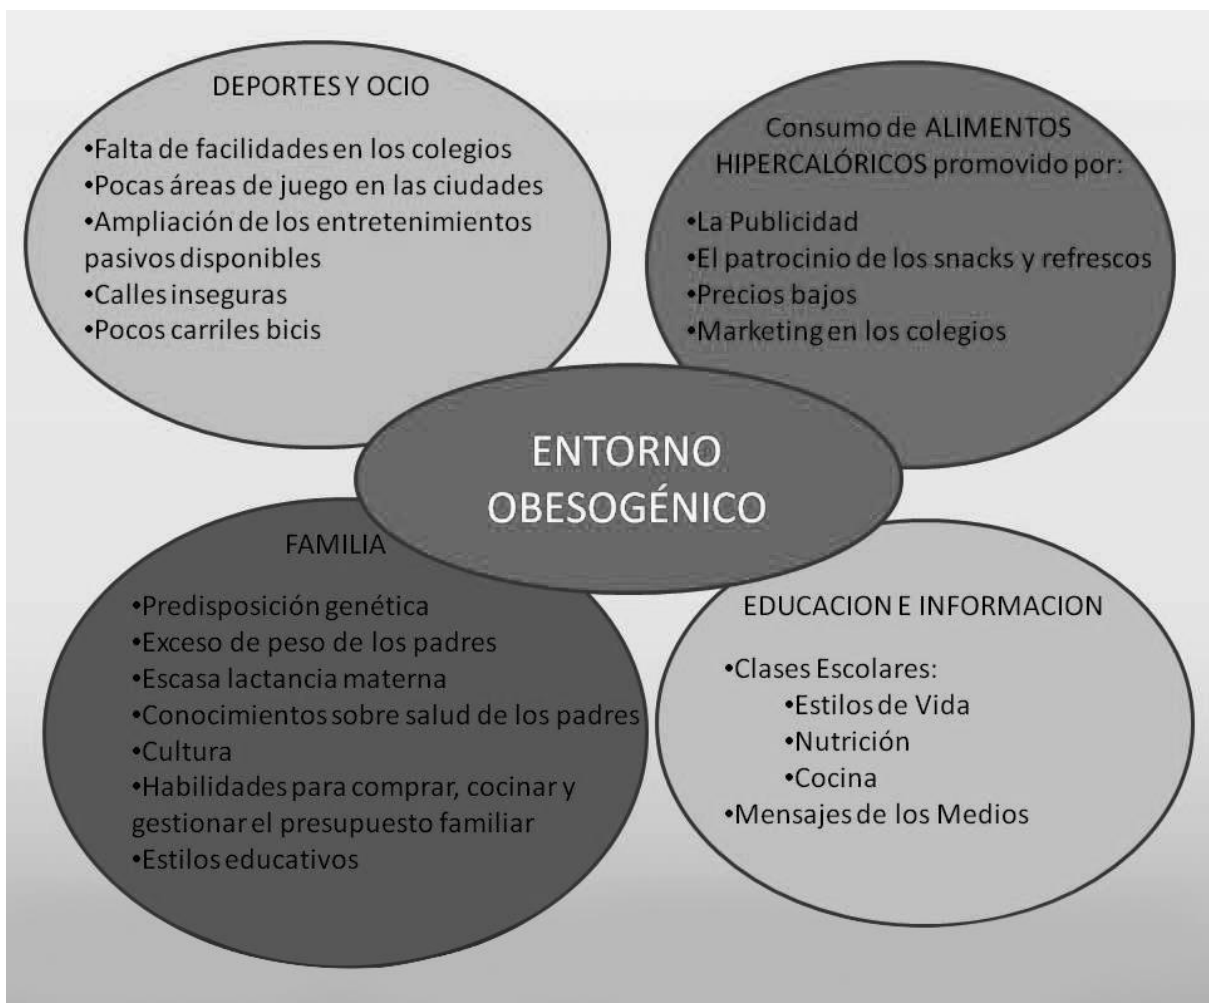 DEPORTES Y OCIO
•Falta de facilidades en los colegios
•Pocas áreas de juego en las ciudades
•Ampliación de los entretenimientos
pasivos disponibles
•Calles inseguras
•Pocos carriles bicis
Consumo de ALIMENTOS
HIPERCALÓRICOS promovido por:
•La Publicidad
•El patrocinio de los snacks y refrescos
•Precios bajos
•Marketing en los colegios
ENTORNO
OBESOGÉNICO
FAMILIA
•Predisposición genética
•Exceso de peso de los padres
•Escasa lactancia materna
•Conocimientos sobre salud de los padres
•Cultura
•Habilidades para comprar, cocinar y
gestionar el presupuesto familiar
•Estilos educativos
EDUCACION E INFORMACION
•Clases Escolares:
•Estilos de Vida
•Nutrición
•Cocina
•Mensajes de los Medios